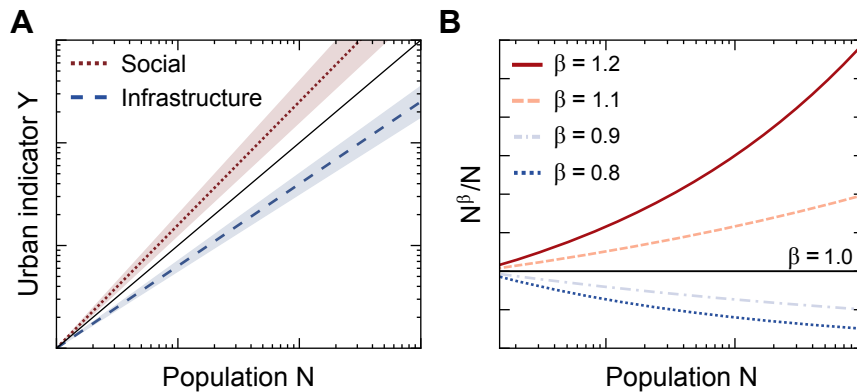 A
Social
Infrastructure
Urban indicator Y
Population N
B
β = 1.2
β = 1.1
β = 0.9
β = 0.8
β = 1.0
N^β/N
Population N